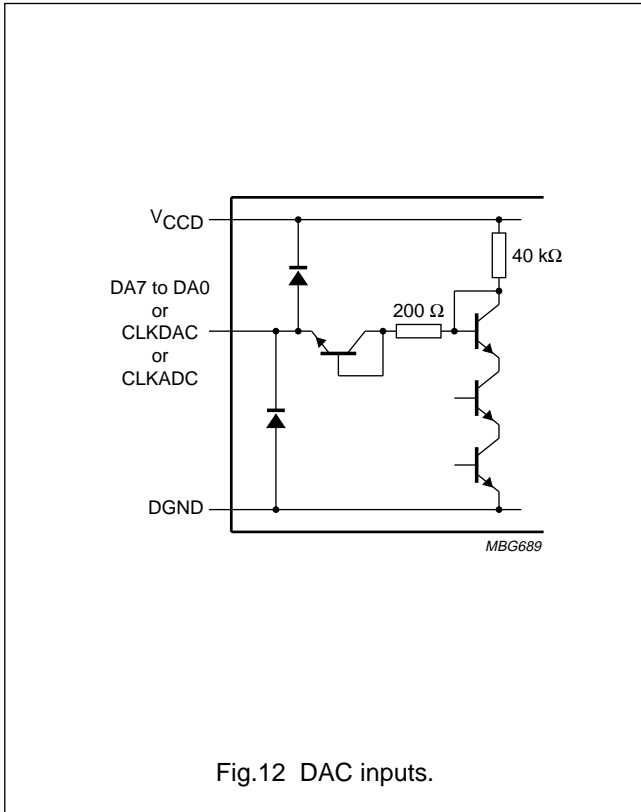 VCCD
40 kΩ
DA7 to DA0
or
CLKDAC
or
CLKADC
200 Ω
DGND
MBG689
Fig.12 DAC inputs.